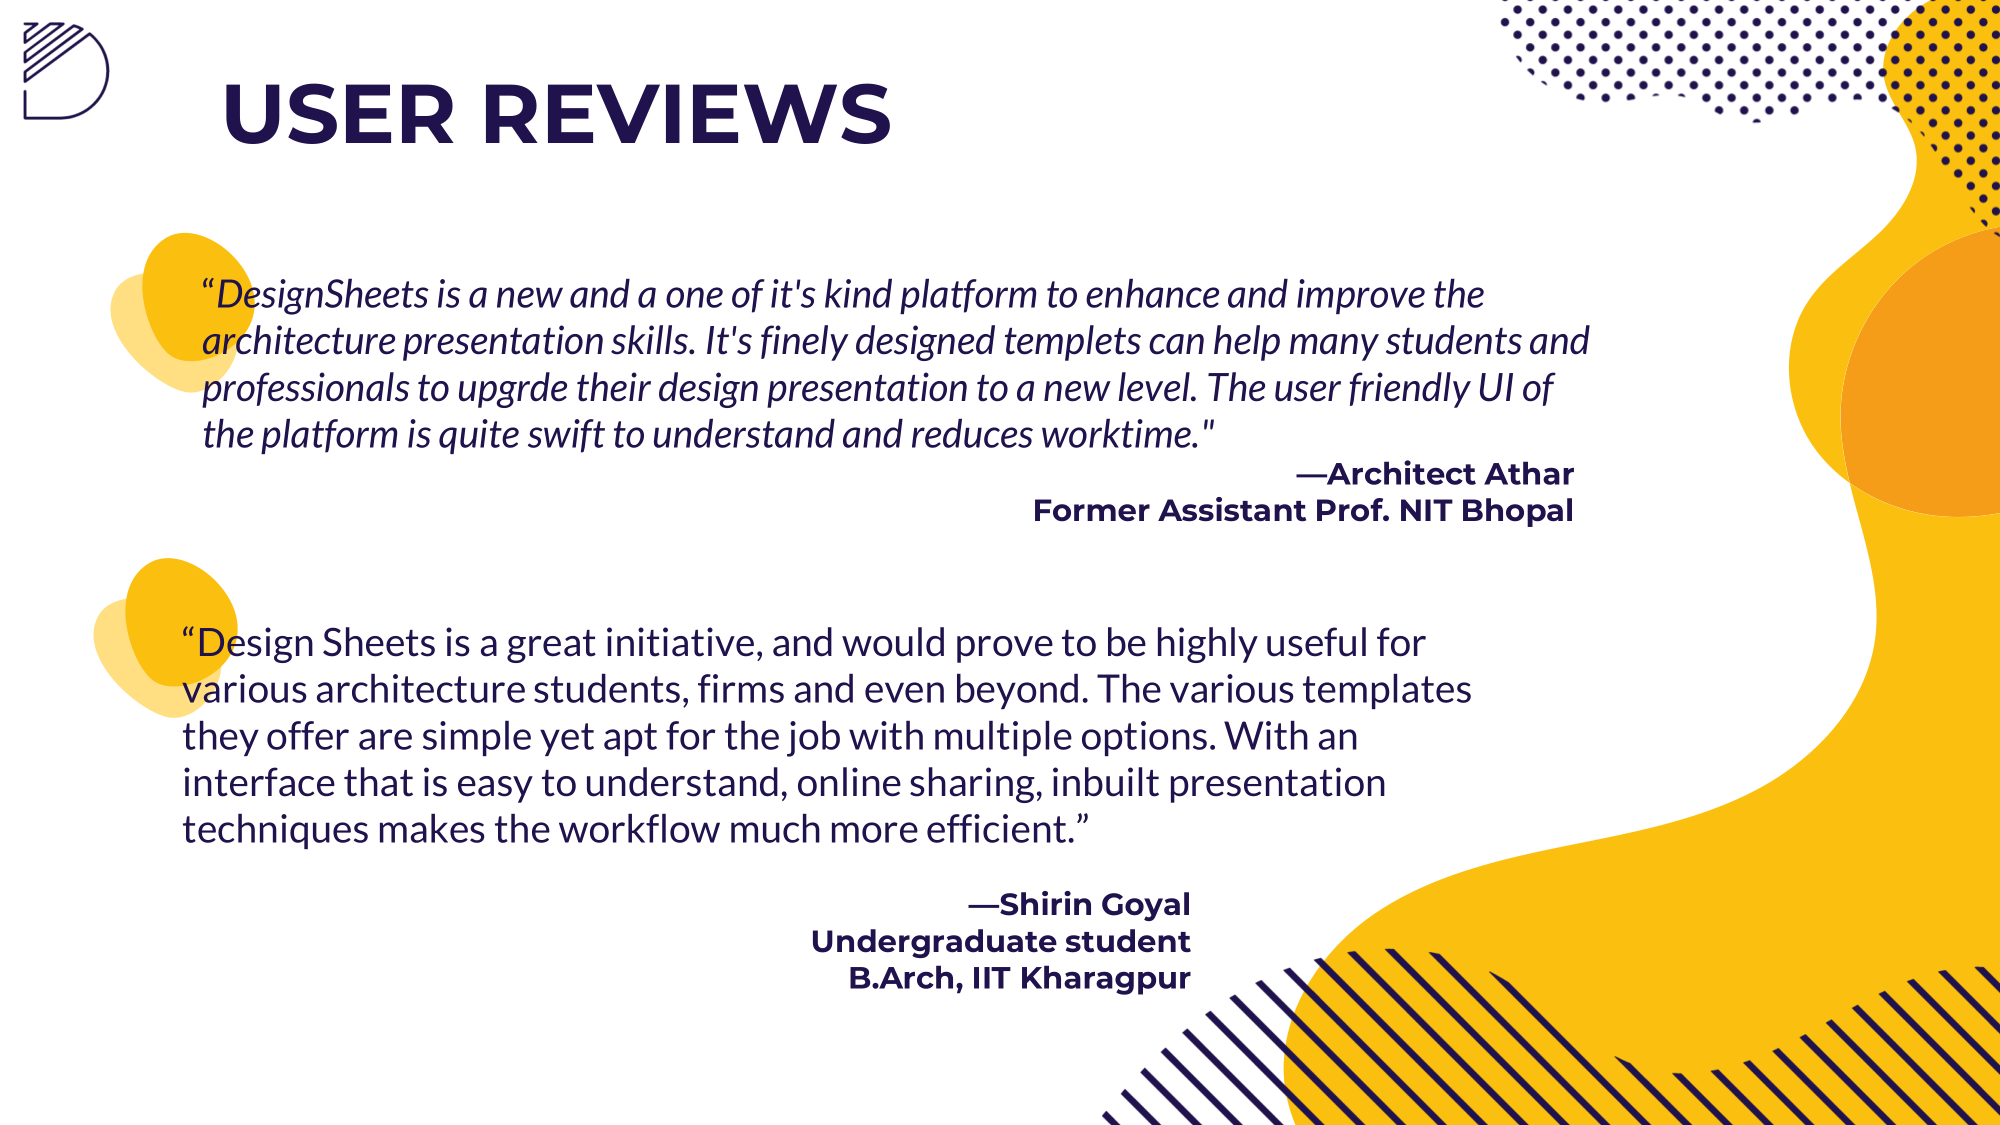 USER REVIEWS
“DesignSheets is a new and a one of it's kind platform to enhance and improve the
architecture presentation skills. It's finely designed templets can help many students and
professionals to upgrde their design presentation to a new level. The user friendly UI of
the platform is quite swift to understand and reduces worktime."
—Architect Athar
Former Assistant Prof. NIT Bhopal
“Design Sheets is a great initiative, and would prove to be highly useful for
various architecture students, firms and even beyond. The various templates
they offer are simple yet apt for the job with multiple options. With an
interface that is easy to understand, online sharing, inbuilt presentation
techniques makes the workflow much more efficient.”
—Shirin Goyal
Undergraduate student
B.Arch, IIT Kharagpur